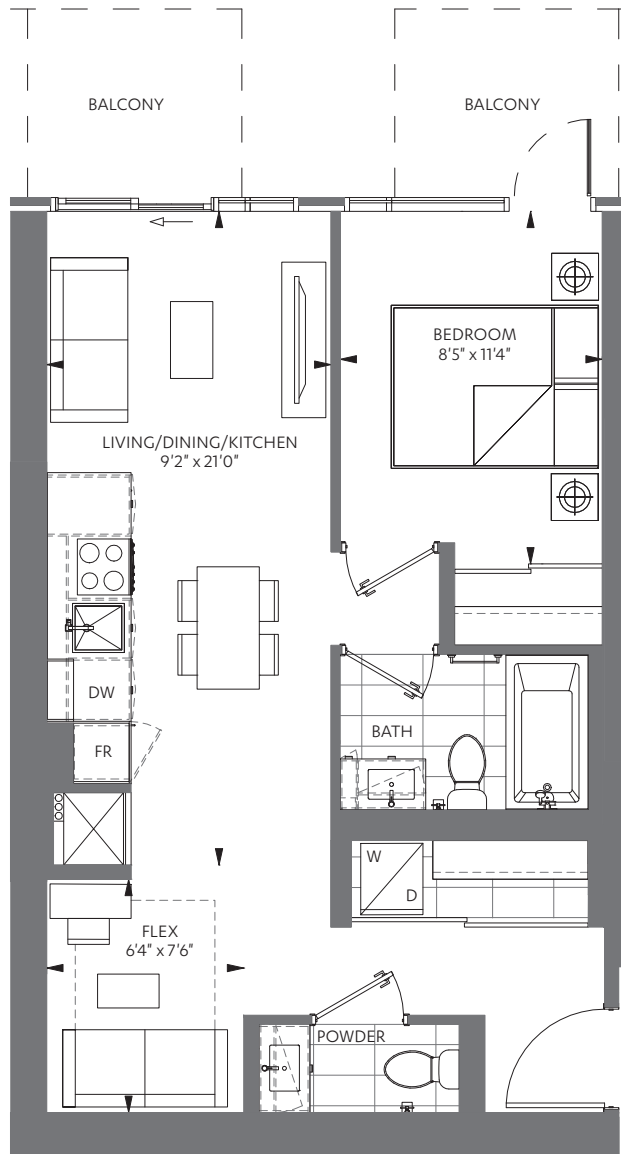 BALCONY
BALCONY
BEDROOM
8'5" x 11'4"
LIVING/DINING/KITCHEN
9'2" x 21'0"
DW
FR
BATH
W
D
FLEX
6'4" x 7'6"
POWDER